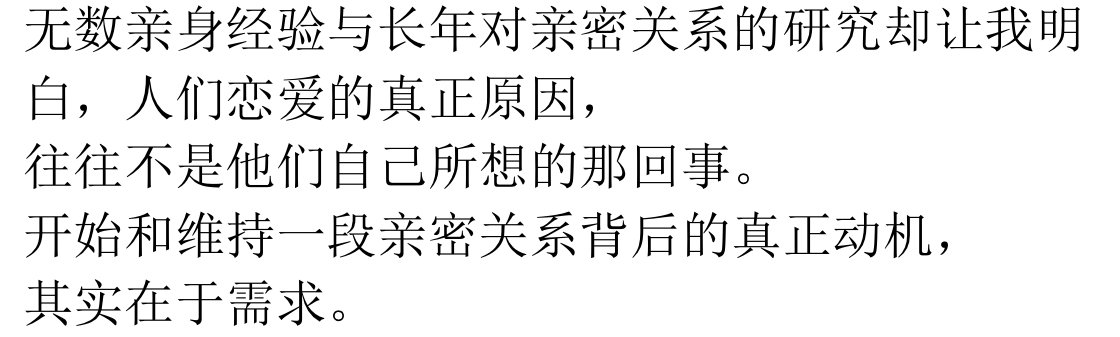 无数亲身经验与长年对亲密关系的研究却让我明
白，人们恋爱的真正原因，
往往不是他们自己所想的那回事。
开始和维持一段亲密关系背后的真正动机，
其实在于需求。